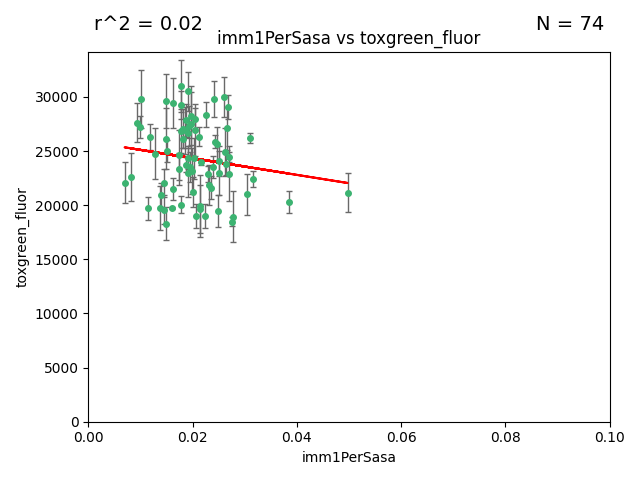 r^2 = 0.02
N = 74
imm1PerSasa vs toxgreen_fluor
30000
25000
20000
15000
10000
5000
0
toxgreen_fluor
0.00 0.02 0.04 0.06 0.08 0.10
imm1PerSasa